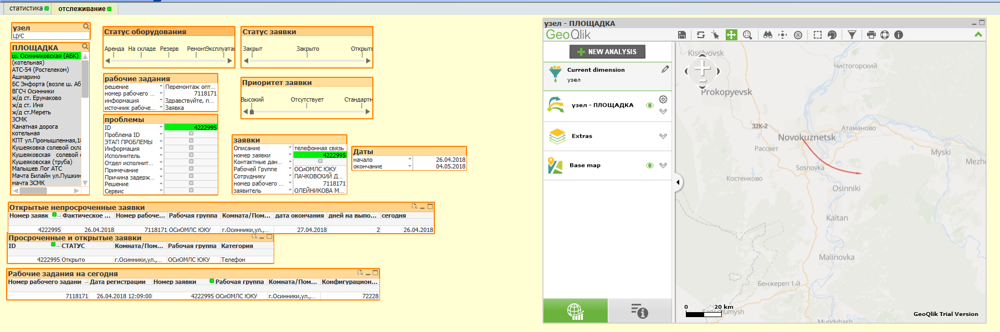 статистика
отслеживание
узел
ЦУС
ПЛОЩАДКА
ш. Осинниковская (АБК)
(котельная)
АТС-54 (Ростелеком)
Ашмарино
БС Энфорта (возле ш. Аб
ВГСЧ Осинники
ж/д ст. Ерунаково
ж/д ст. Иня
ж/д ст.Мереть
ЗСМК
Канатная дорога
котельная
КПТ ул.Промышленная,1
Кушеяковка солевой скла
Кушеяковская солевой с
Кушеяковская (труба)
Малышев Лог АТС
Мачта Билайн ул.Пушкин
мачта ЗСМК
Статус оборудования
Аренда На складе Резерв Ремонт Эксплуатац
Статус заявки
Закрыт Закрыто Открыто
рабочие задания
решение Перемонтаж опт...
номер рабочего ... 7118171
информация Здравствуйте, п...
источник рабоче... Заявка
Приоритет заявки
Высокий Отсутствует Стандартн
проблемы
ID 4222995
Проблема ID
ЭТАП ПРОБЛЕМЫ
Информация
Исполнитель
Отдел исполнит...
Примечание
Причина задерж...
Решение
Сервис
заявки
Описание телефонная связь
номер заявки 4222995
Контактные дан...
Рабочей Группе ОСиОМЛС ЮКУ
Сотруднику ПАЧКОВСКИЙ Д...
номер рабочего ... 7118171
заявитель ОЛЕЙНИКОВА М...
Даты
начало 26.04.2018
окончание 04.05.2018
Открытые непросроченные заявки
Номер заявк Фактическое ... Номер рабоче... Рабочая группа Комната/Пом... дата окончания дней на выпо... сегодня
4222995 26.04.2018 7118171 ОСиОМЛС ЮКУ г.Осинники,ул.,... 27.04.2018 2 26.04.2018
Просроченные и открытые заявки
ID СТАТУС Комната/Пом... Рабочая группа Категория
4222995 Открыто г.Осинники,ул.,... ОСиОМЛС ЮКУ Телефон
Рабочие задания на сегодня
Номер рабочего задани Дата регистрации Номер заявки Рабочая группа Комната/Пом... Конфигурацион...
7118171 26.04.2018 12:09:00 4222995 ОСиОМЛС ЮКУ г.Осинники,ул.,... 72228
узел - ПЛОЩАДКА
GeoQlik
NEW ANALYSIS
Current dimension
узел
узел - ПЛОЩАДКА
Extras
Base map
Kiselyovsk
Чистогорский
Prokopyevsk
32К-2
Атаманово
Novokuznetsk
Рассвет
Myski
Sosnovka
Mezhd
Костенково
Osinniki
Kaltan
Malinovka
Бенжереп 1-й
0 20 km
Sarychumysh
Mundybash
GeoQlik Trial Version